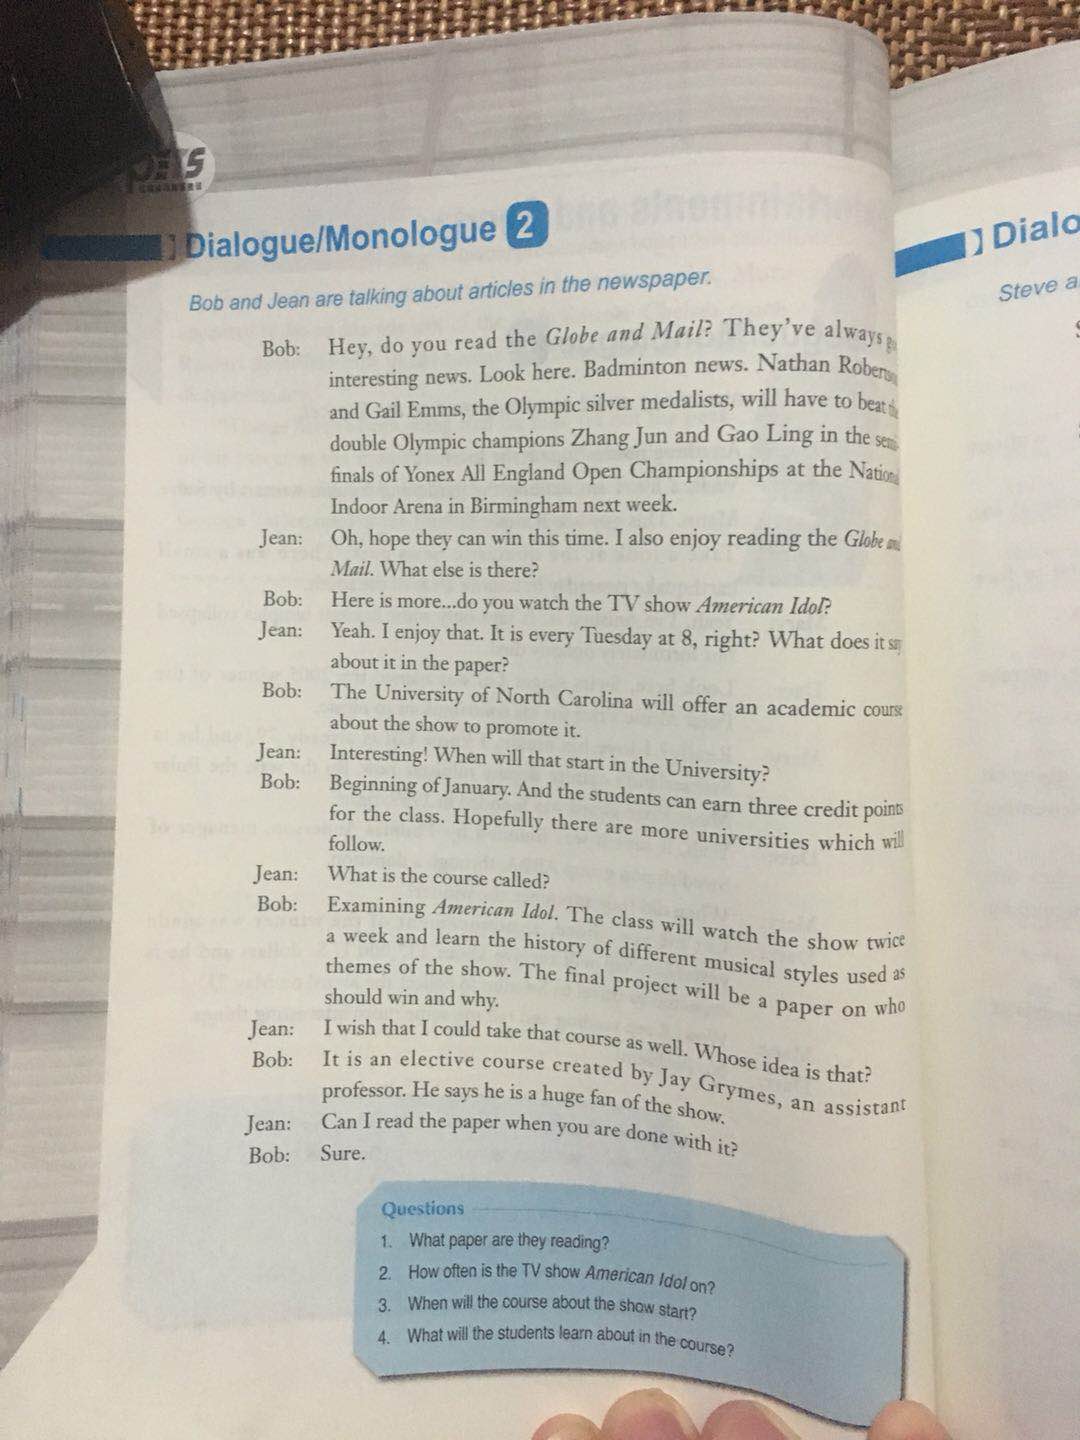 Dialogue/Monologue 2
Bob and Jean are talking about articles in the newspaper.
Bob: Hey, do you read the Globe and Mail? They've always
interesting news. Look here. Badminton news. Nathan
and Gail Emms, the Olympic silver medalists, will have to beat
double Olympic champions Zhang Jun and Gao Ling in the
finals of Yonex All England Open Championships at the
Indoor Arena in Birmingham next week.
Jean: Oh, hope they can win this time. I also enjoy reading the Globe and
Mail. What else is there?
Bob: Here is more...do you watch the TV show American Idol?
Jean: Yeah. I enjoy that. It is every Tuesday at 8, right? What does it say
about it in the paper?
Bob: The University of North Carolina will offer an academic course
about the show to promote it.
Jean: Interesting! When will that start in the University?
Bob: Beginning of January. And the students can earn three credit points
for the class. Hopefully there are more universities which will
follow.
Jean: What is the course called?
Bob: Examining American Idol. The class will watch the show twice
a week and learn the history of different musical styles used as
themes of the show. The final project will be a paper on who
should win and why.
Jean: I wish that I could take that course as well. Whose idea is that?
Bob: It is an elective course created by Jay Grymes, an assistant
professor. He says he is a huge fan of the show.
Jean: Can I read the paper when you are done with it?
Bob: Sure.
Questions
1. What paper are they reading?
2. How often is the TV show American Idol on?
3. When will the course about the show start?
4. What will the students learn about in the course?
Steve